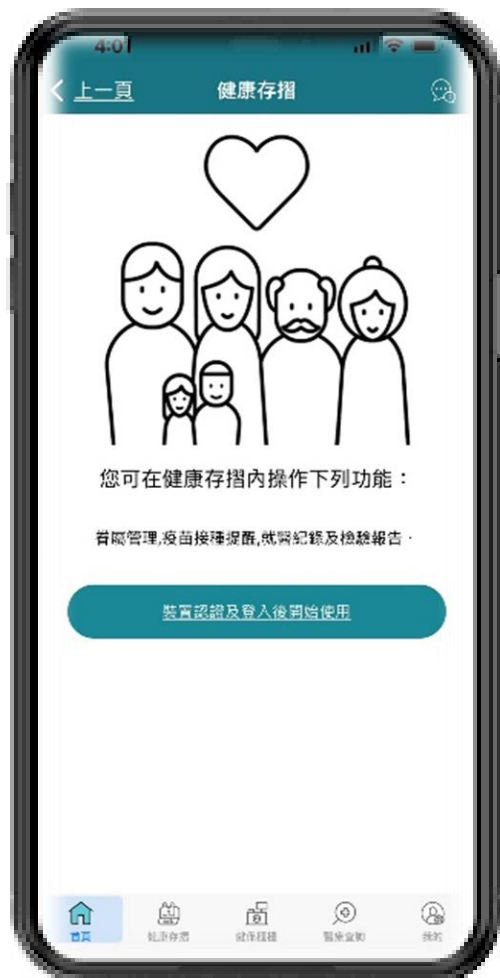 4:01
上一頁
健康存摺
您可在健康存摺內操作下列功能：
眷屬管理,疫苗接種提醒,就醫紀錄及檢驗報告。
裝置認證及登入後開始使用
首頁
健康存摺
健保櫃檯
醫療查詢
我的